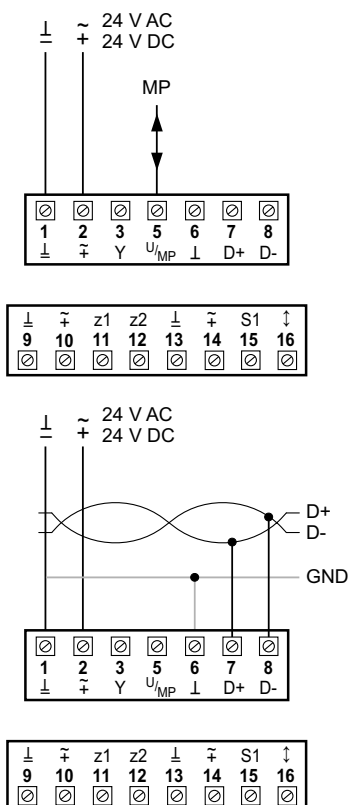 ⊥ ~ 24 V AC
+ 24 V DC
MP
1 2 3 5 6 7 8
⊥ ~+ Y U/MP ⊥ D+ D-
⊥ ~+ z1 z2 ⊥ ~+ S1 ↕
9 10 11 12 13 14 15 16
⊥ ~ 24 V AC
+ 24 V DC
D+
D-
GND
1 2 3 5 6 7 8
⊥ ~+ Y U/MP ⊥ D+ D-
⊥ ~+ z1 z2 ⊥ ~+ S1 ↕
9 10 11 12 13 14 15 16